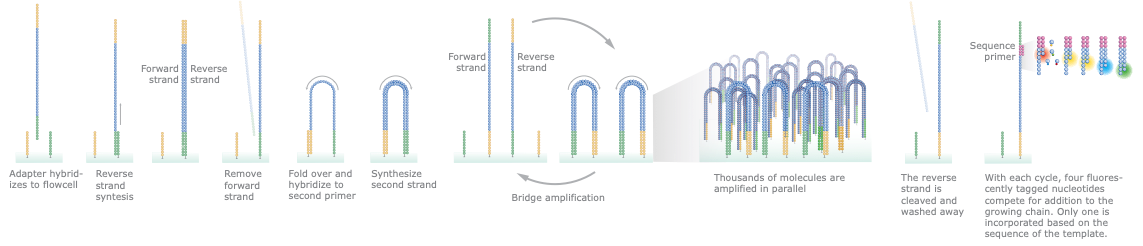 Forward
strand
Reverse
strand
Forward
strand
Reverse
strand
Sequence
primer
Adapter hybrid-
izes to flowcell
Reverse
strand
syntesis
Remove
forward
strand
Fold over and
hybridize to
second primer
Synthesize
second strand
Bridge amplification
Thousands of molecules are
amplified in parallel
The reverse
strand is
cleaved and
washed away
With each cycle, four fluores-
cently tagged nucleotides
compete for addition to the
growing chain. Only one is
incorporated based on the
sequence of the template.